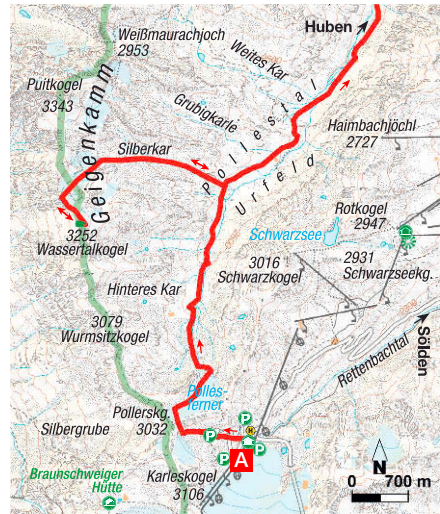 Huben
Weißmaurachjoch
2953
Weites Kar
Puitkogel
3343
Geigenkamm
Grubigkarle
Pollestal
Haimbachjöchl
2727
Silberkar
Urfeld
Rotkogel
2947
Schwarzsee
3252
Wassertalkogel
3016
Schwarzkogel
2931
Schwarzseekg.
Hinteres Kar
3079
Wurmsitzkogel
Sölden
Rettenbachtal
Polles-
ferner
Pollerskg.
3032
Silbergrube
P
H
P
P
P
A
Karleskogel
3106
Braunschweiger
Hütte
N
0 700 m